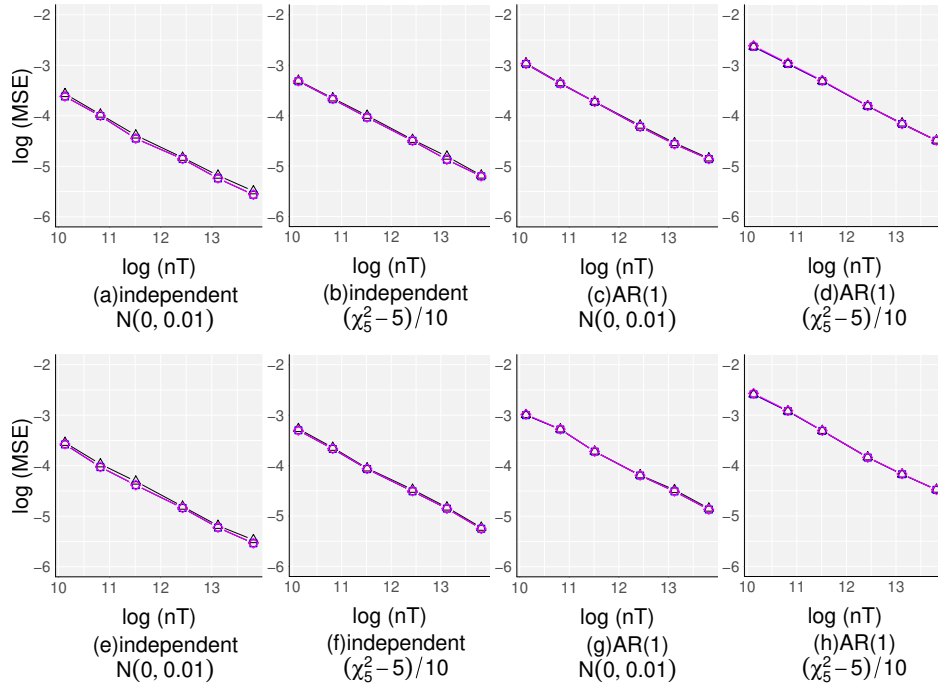 −2
−3
−4
−5
−6
log (MSE)
10 11 12 13
log (nT)
(a)independent
N(0, 0.01)
−2
−3
−4
−5
−6
10 11 12 13
log (nT)
(b)independent
(χ²₅−5)/10
−2
−3
−4
−5
−6
10 11 12 13
log (nT)
(c)AR(1)
N(0, 0.01)
−2
−3
−4
−5
−6
10 11 12 13
log (nT)
(d)AR(1)
(χ²₅−5)/10
−2
−3
−4
−5
−6
log (MSE)
10 11 12 13
log (nT)
(e)independent
N(0, 0.01)
−2
−3
−4
−5
−6
10 11 12 13
log (nT)
(f)independent
(χ²₅−5)/10
−2
−3
−4
−5
−6
10 11 12 13
log (nT)
(g)AR(1)
N(0, 0.01)
−2
−3
−4
−5
−6
10 11 12 13
log (nT)
(h)AR(1)
(χ²₅−5)/10